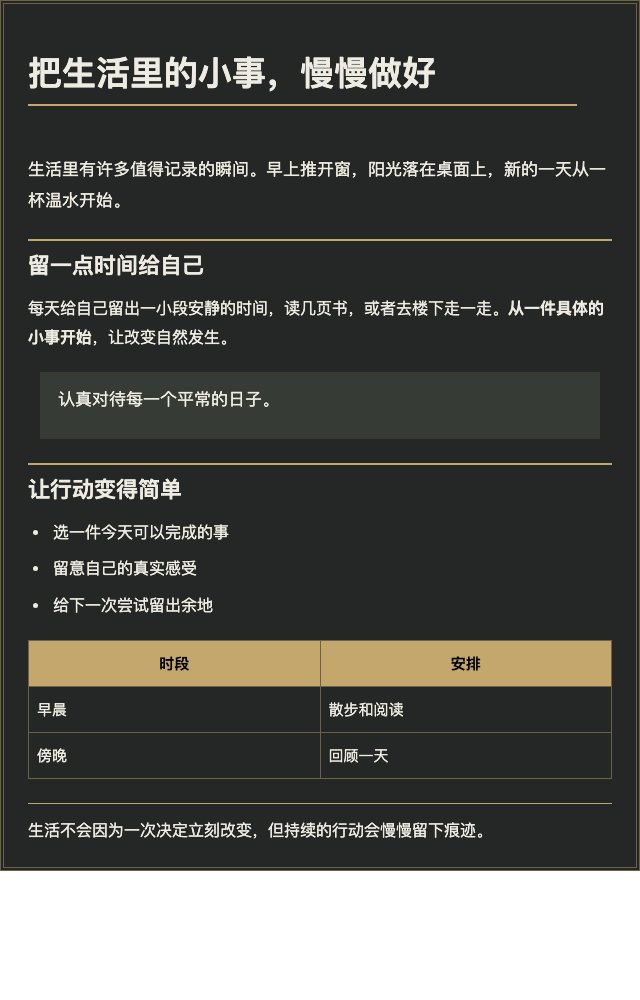 把生活里的小事，慢慢做好
生活里有许多值得记录的瞬间。早上推开窗，阳光落在桌面上，新的一天从一
杯温水开始。
留一点时间给自己
每天给自己留出一小段安静的时间，读几页书，或者去楼下走一走。从一件具体的
小事开始，让改变自然发生。
认真对待每一个平常的日子。
让行动变得简单
• 选一件今天可以完成的事
• 留意自己的真实感受
• 给下一次尝试留出余地
时段 安排
早晨 散步和阅读
傍晚 回顾一天
生活不会因为一次决定立刻改变，但持续的行动会慢慢留下痕迹。